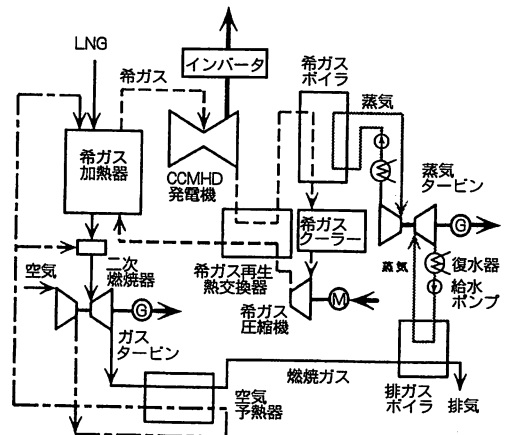 LNG
希ガス
インバータ
希ガス
ボイラ
蒸気
希ガス
加熱器
CCMHD
発電機
蒸気
タービン
希ガス
クーラー
G
二次
燃焼器
希ガス再生
熱交換器
蒸気
復水器
給水
ポンプ
空気
G
M
希ガス
圧縮機
ガス
タービン
燃焼ガス
空気
予熱器
排ガス
ボイラ
排気